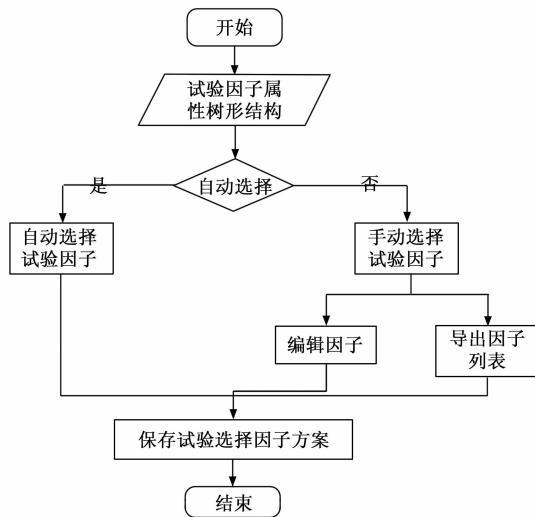 开始
试验因子属
性树形结构
自动选择
是
否
自动选择
试验因子
手动选择
试验因子
编辑因子
导出因子
列表
保存试验选择因子方案
结束